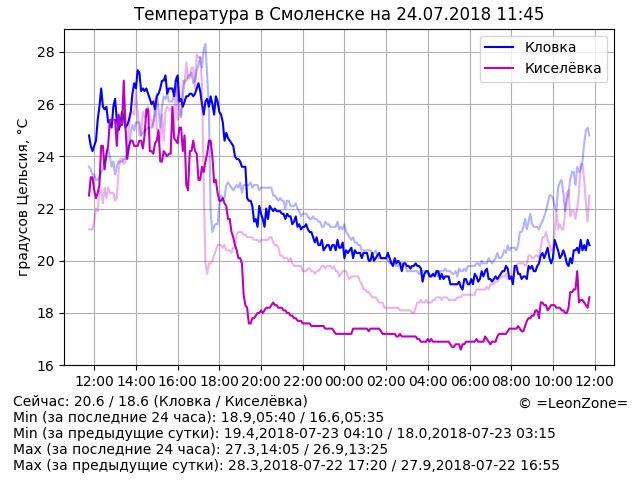 Температура в Смоленске на 24.07.2018 11:45
градусов Цельсия, °C
28
26
24
22
20
18
16
Кловка
Киселёвка
12:00 14:00 16:00 18:00 20:00 22:00 00:00 02:00 04:00 06:00 08:00 10:00 12:00
Сейчас: 20.6 / 18.6 (Кловка / Киселёвка)
© =LeonZone=
Min (за последние 24 часа): 18.9,05:40 / 16.6,05:35
Min (за предыдущие сутки): 19.4,2018-07-23 04:10 / 18.0,2018-07-23 03:15
Max (за последние 24 часа): 27.3,14:05 / 26.9,13:25
Max (за предыдущие сутки): 28.3,2018-07-22 17:20 / 27.9,2018-07-22 16:55